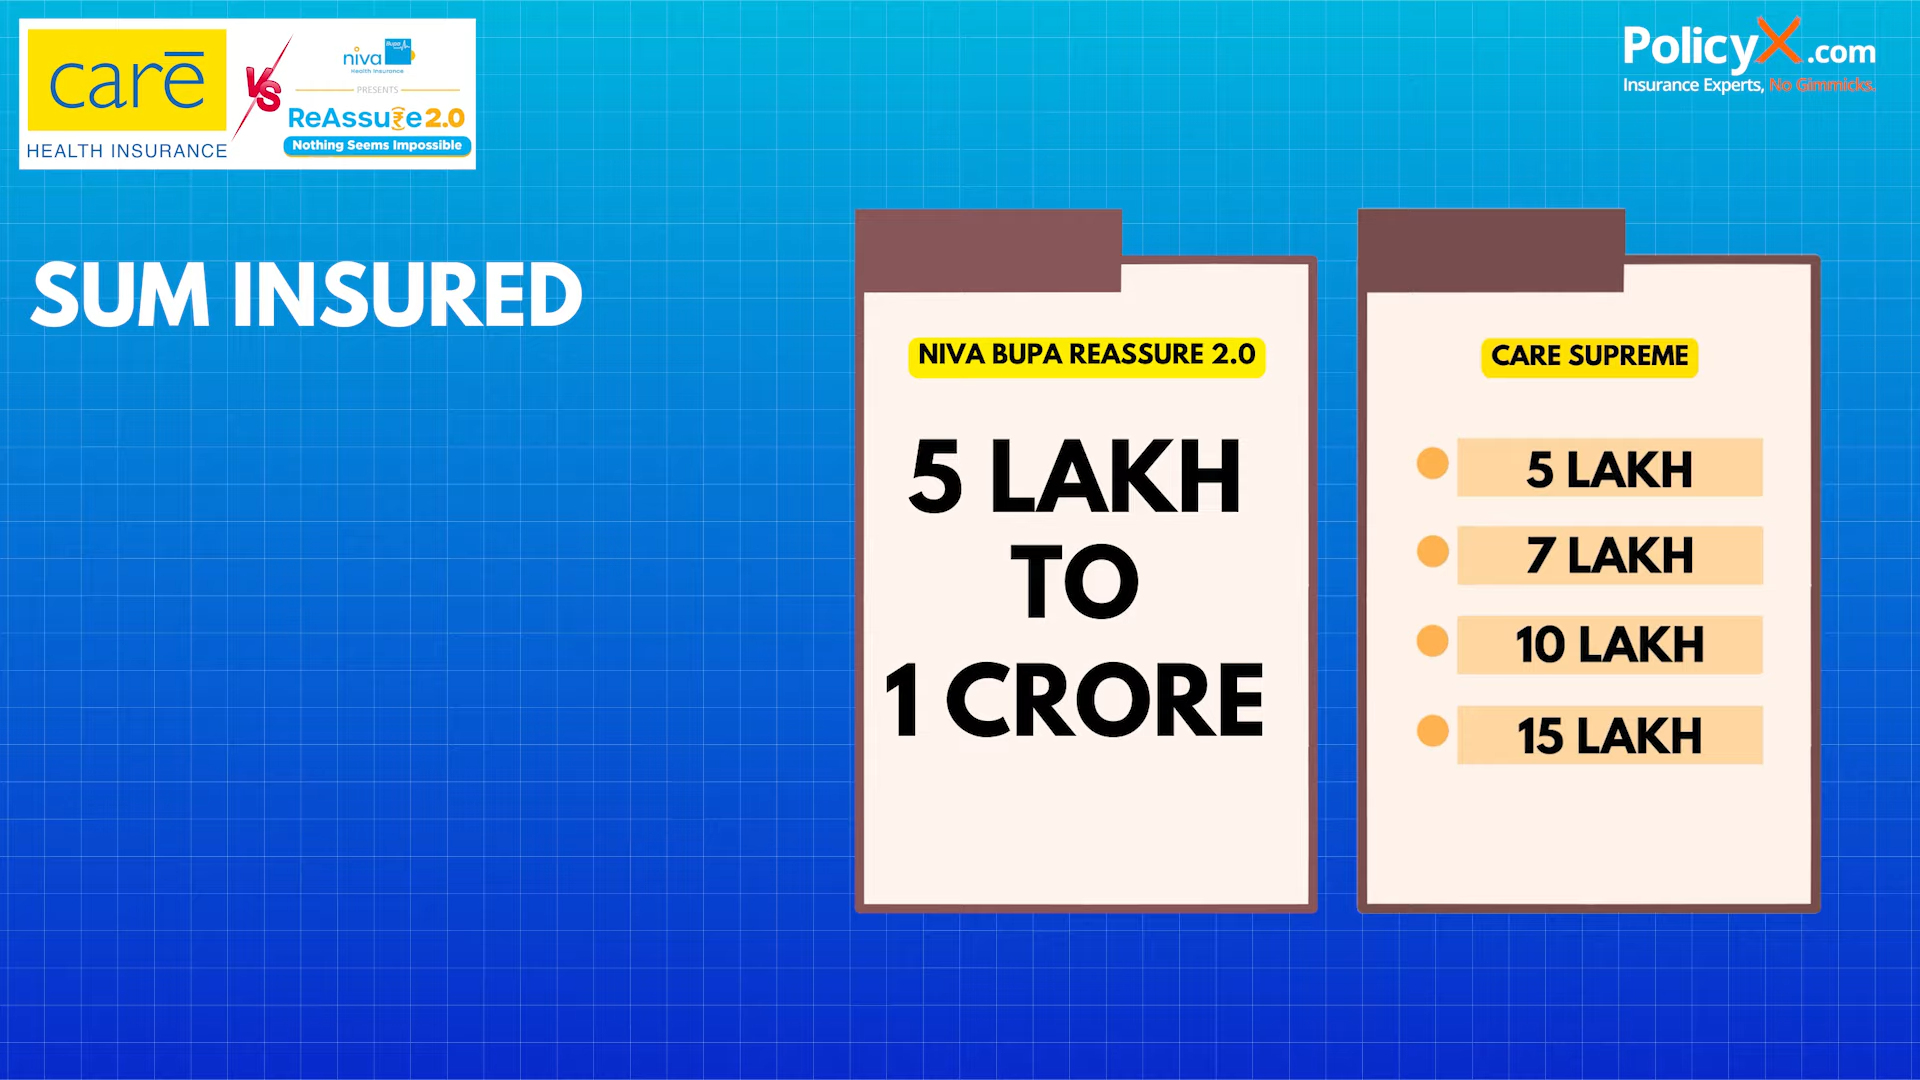 carē
HEALTH INSURANCE
VS
niva Bupa
Health Insurance
PRESENTS
ReAssure 2.0
Nothing Seems Impossible
PolicyX.com
Insurance Experts, No Gimmicks.
SUM INSURED
NIVA BUPA REASSURE 2.0
5 LAKH
TO
1 CRORE
CARE SUPREME
5 LAKH
7 LAKH
10 LAKH
15 LAKH